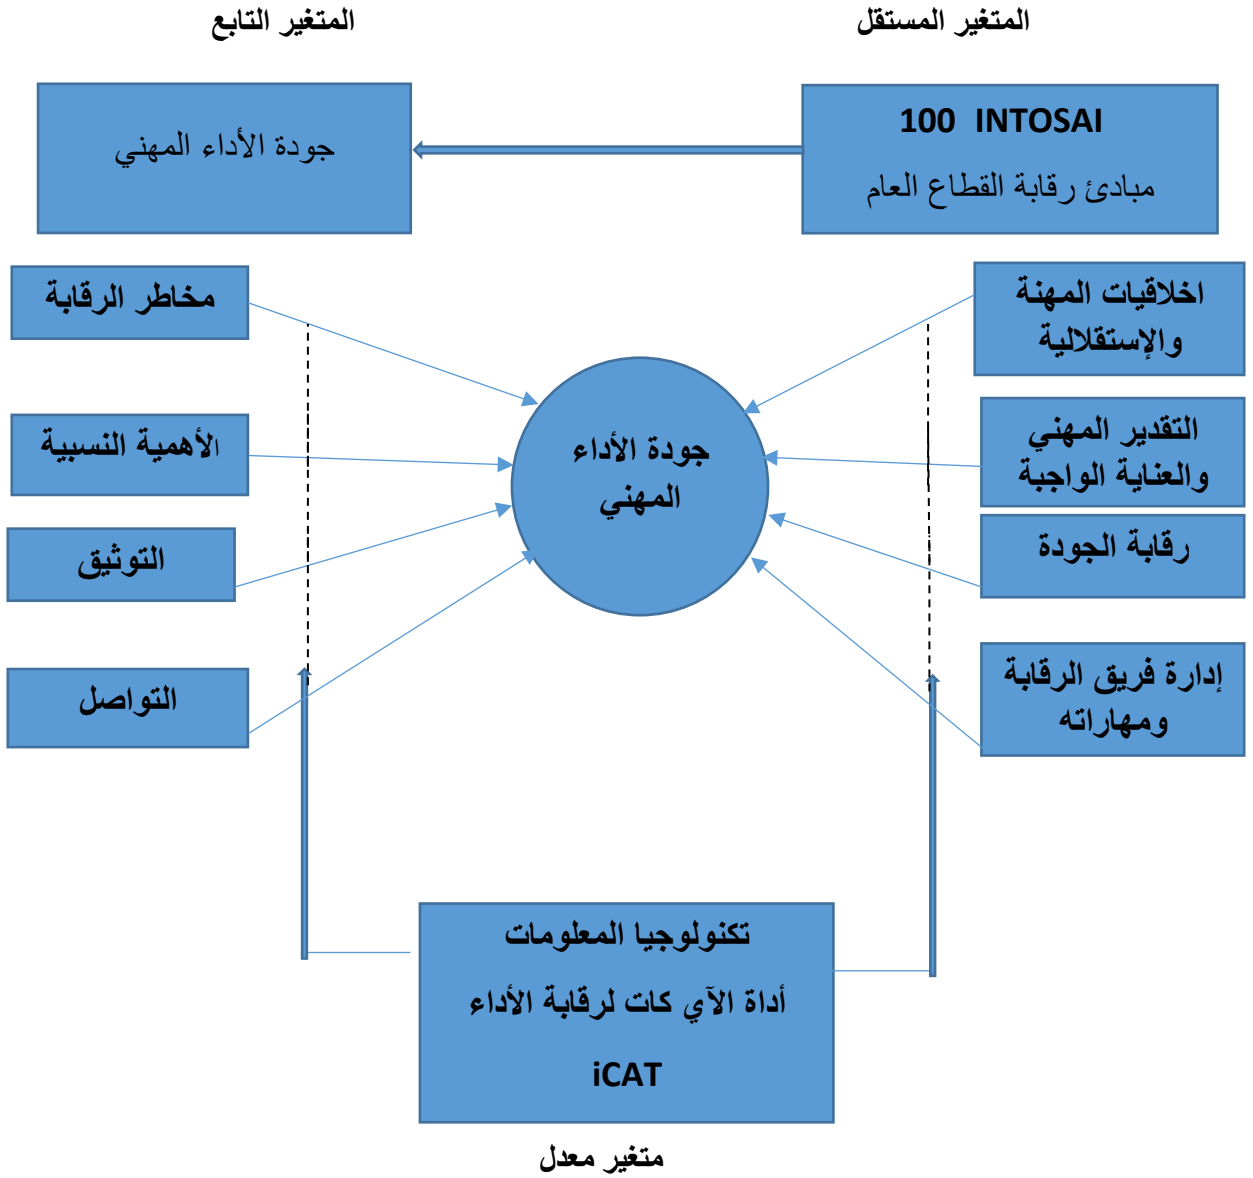 المتغير المستقل
المتغير التابع
100 INTOSAI
مبادئ رقابة القطاع العام
جودة الأداء المهني
اخلاقيات المهنة
والإستقلالية
مخاطر الرقابة
التقدير المهني
والعناية الواجبة
جودة الأداء
المهني
الأهمية النسبية
رقابة الجودة
التوثيق
إدارة فريق الرقابة
ومهاراته
التواصل
تكنولوجيا المعلومات
أداة الآي كات لرقابة الأداء
iCAT
متغير معدل